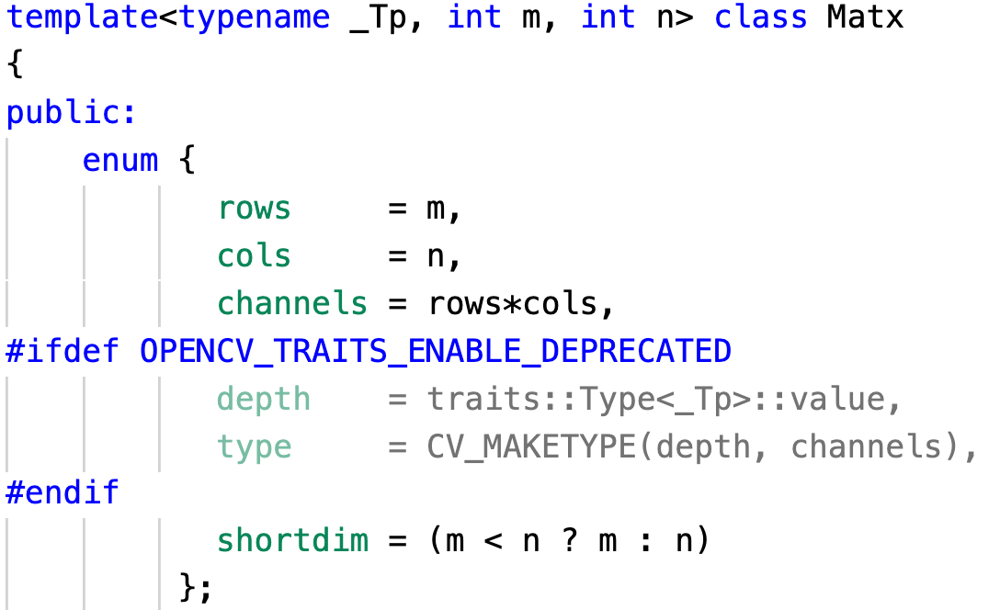 template<typename _Tp, int m, int n> class Matx
{
public:
    enum {
           rows     = m,
           cols     = n,
           channels = rows*cols,
#ifdef OPENCV_TRAITS_ENABLE_DEPRECATED
           depth    = traits::Type<_Tp>::value,
           type     = CV_MAKETYPE(depth, channels),
#endif
           shortdim = (m < n ? m : n)
         };